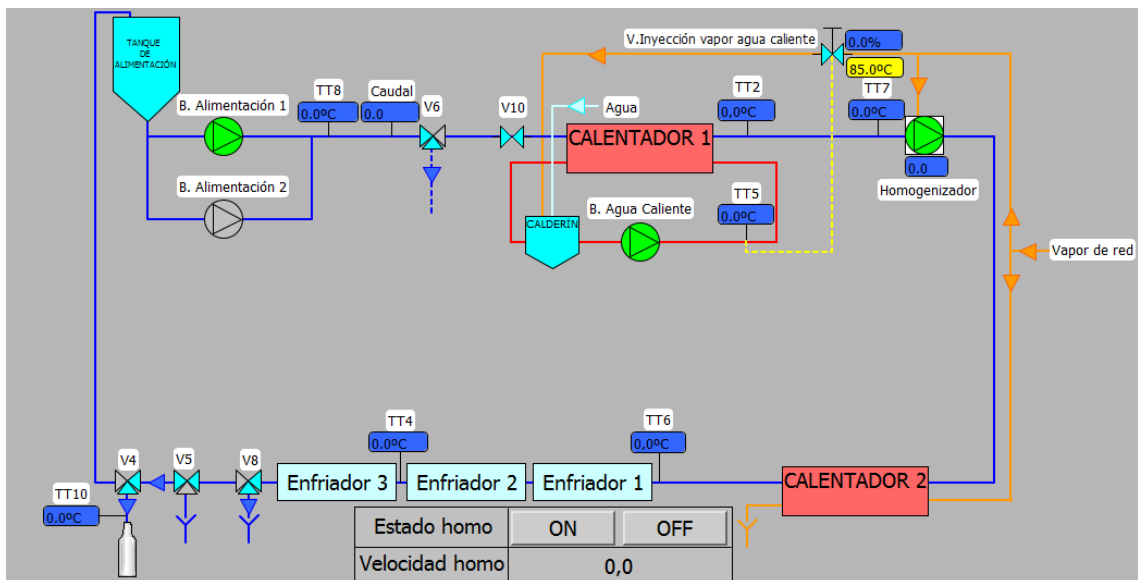 TANQUE
DE
ALIMENTACIÓN
V.Inyección vapor agua caliente
0.0%
85.0ºC
B. Alimentación 1
TT8
0.0ºC
Caudal
0.0
V6
V10
Agua
TT2
0,0ºC
TT7
0.0ºC
CALENTADOR 1
0.0
Homogenizador
B. Alimentación 2
B. Agua Caliente
TT5
0.0ºC
CALDERÍN
Vapor de red
TT4
0.0ºC
TT6
0,0ºC
V4
V5
V8
TT10
0.0ºC
Enfriador 3
Enfriador 2
Enfriador 1
CALENTADOR 2
Estado homo
ON
OFF
Velocidad homo
0,0